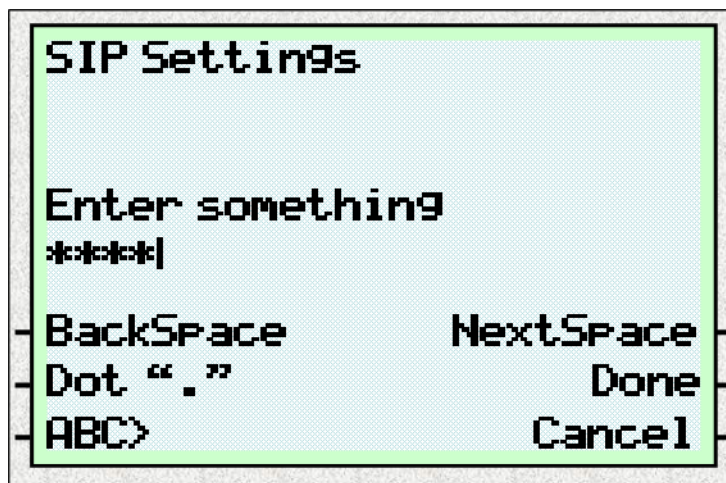 SIP Settings
Enter something
****
BackSpace NextSpace
Dot “.” Done
ABC> Cancel